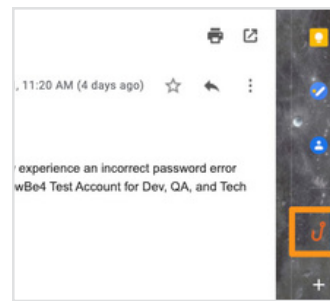 , 11:20 AM (4 days ago)
experience an incorrect password error
wBe4 Test Account for Dev, QA, and Tech